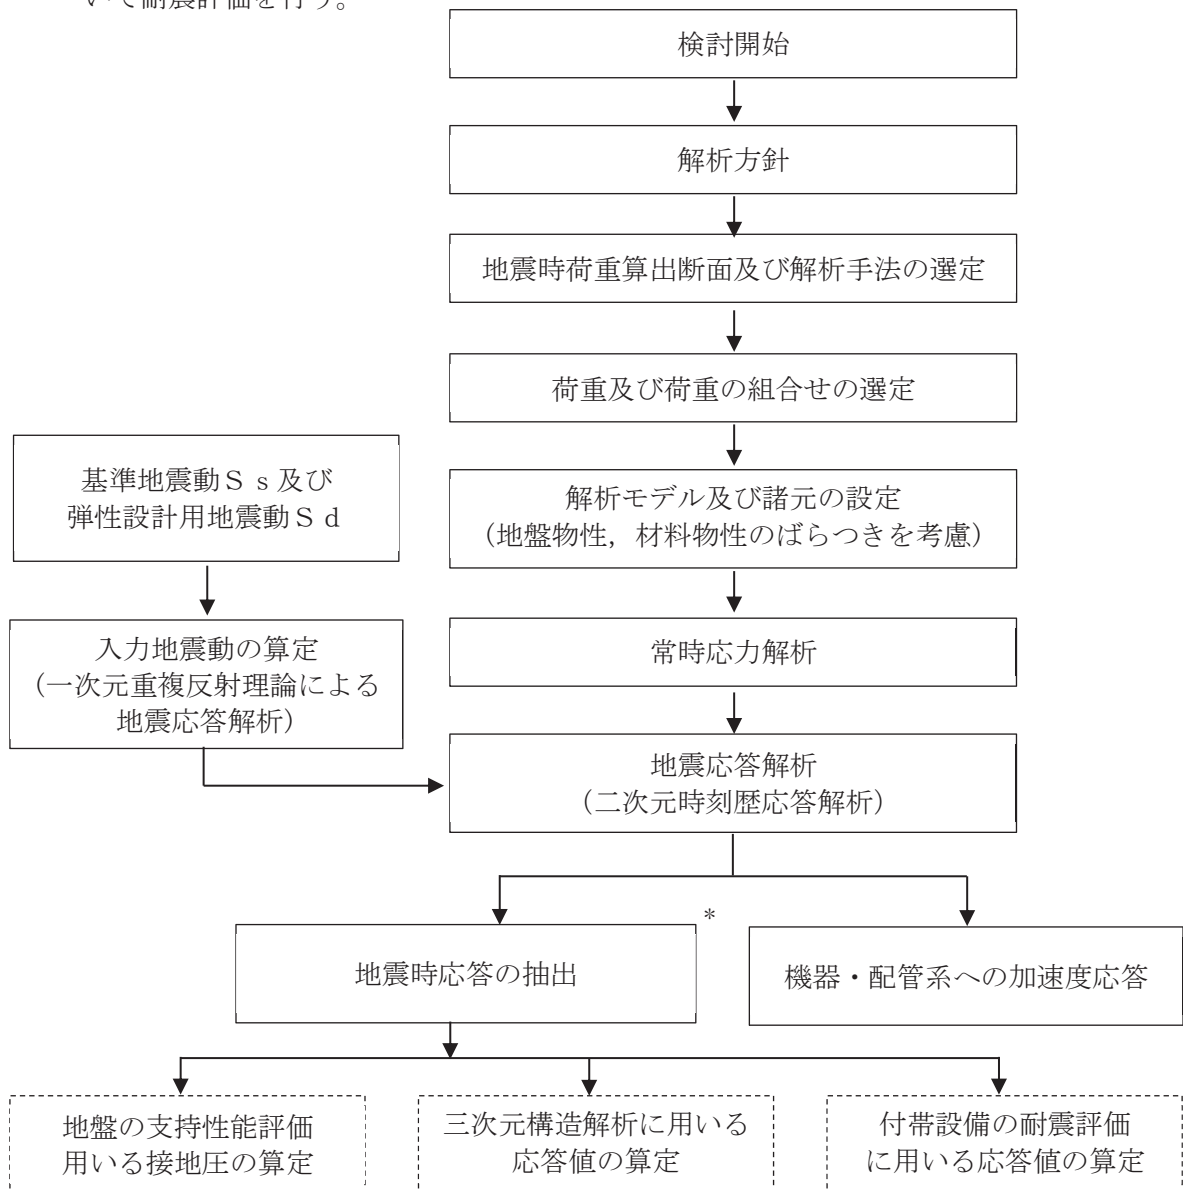 いて耐震評価を行う。
検討開始
解析方針
地震時荷重算出断面及び解析手法の選定
荷重及び荷重の組合せの選定
基準地震動Ｓｓ及び
弾性設計用地震動Ｓｄ
解析モデル及び諸元の設定
（地盤物性，材料物性のばらつきを考慮）
入力地震動の算定
（一次元重複反射理論による
地震応答解析）
常時応力解析
地震応答解析
（二次元時刻歴応答解析）
地震時応答の抽出
*
機器・配管系への加速度応答
地盤の支持性能評価
用いる接地圧の算定
三次元構造解析に用いる
応答値の算定
付帯設備の耐震評価
に用いる応答値の算定